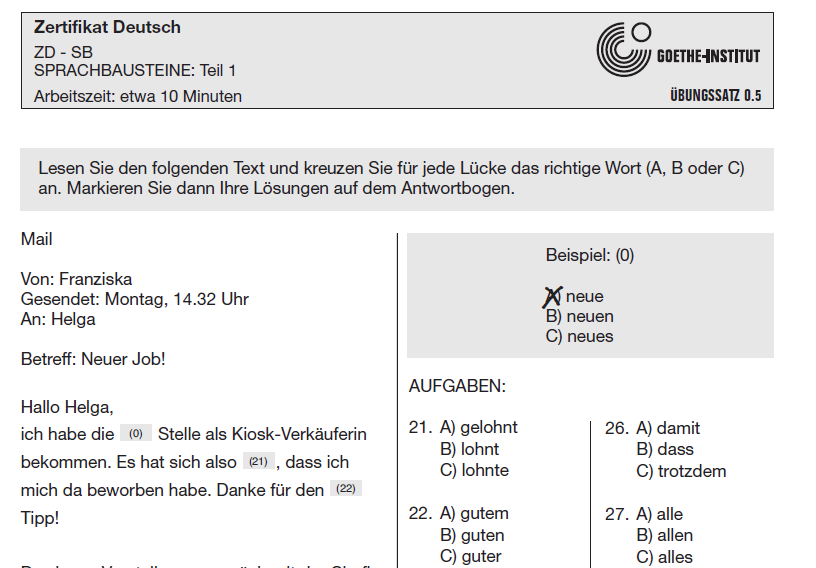 Zertifikat Deutsch
ZD - SB
SPRACHBAUSTEINE: Teil 1
Arbeitszeit: etwa 10 Minuten
GOETHE-INSTITUT
ÜBUNGSSATZ 0.5
Lesen Sie den folgenden Text und kreuzen Sie für jede Lücke das richtige Wort (A, B oder C)
an. Markieren Sie dann Ihre Lösungen auf dem Antwortbogen.
Mail
Von: Franziska
Gesendet: Montag, 14.32 Uhr
An: Helga
Betreff: Neuer Job!
Hallo Helga,
ich habe die (0) Stelle als Kiosk-Verkäuferin
bekommen. Es hat sich also (21) , dass ich
mich da beworben habe. Danke für den (22)
Tipp!
Beispiel: (0)
A) neue
B) neuen
C) neues
AUFGABEN:
21. A) gelohnt
B) lohnt
C) lohnte
22. A) gutem
B) guten
C) guter
26. A) damit
B) dass
C) trotzdem
27. A) alle
B) allen
C) alles